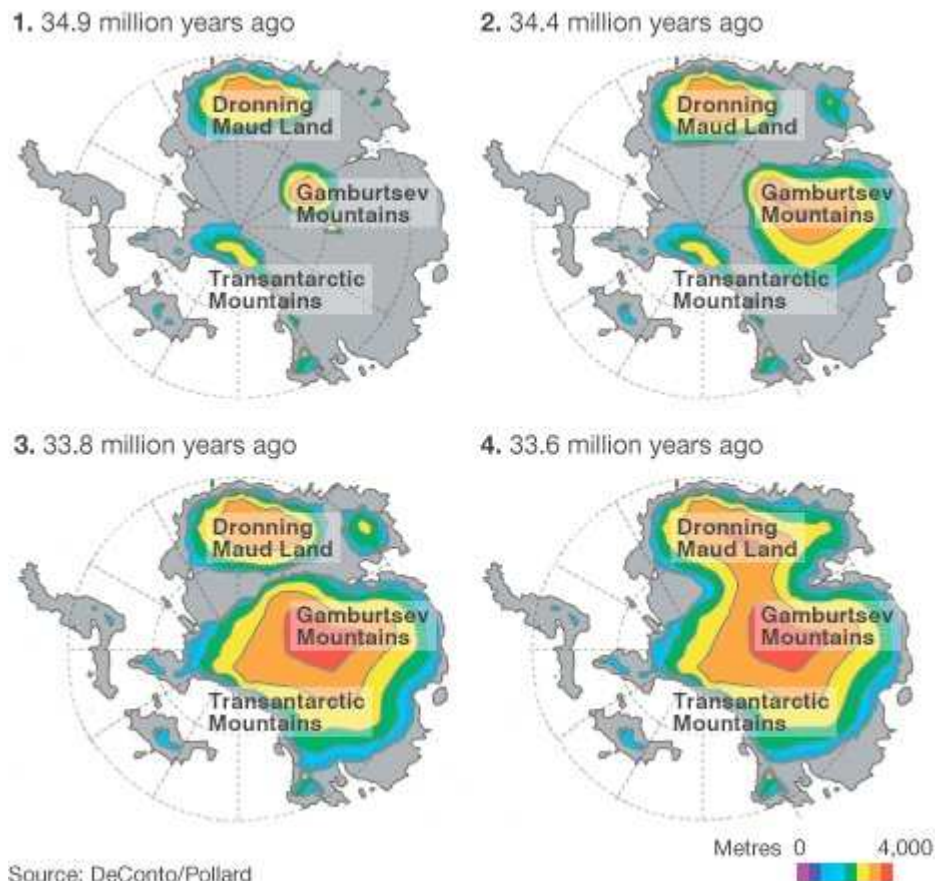 1. 34.9 million years ago
2. 34.4 million years ago
Dronning
Maud Land
Gamburtsev
Mountains
Transantarctic
Mountains
Dronning
Maud Land
Gamburtsev
Mountains
Transantarctic
Mountains
3. 33.8 million years ago
4. 33.6 million years ago
Dronning
Maud Land
Gamburtsev
Mountains
Transantarctic
Mountains
Dronning
Maud Land
Gamburtsev
Mountains
Transantarctic
Mountains
Metres 0 4,000
Source: DeConto/Pollard